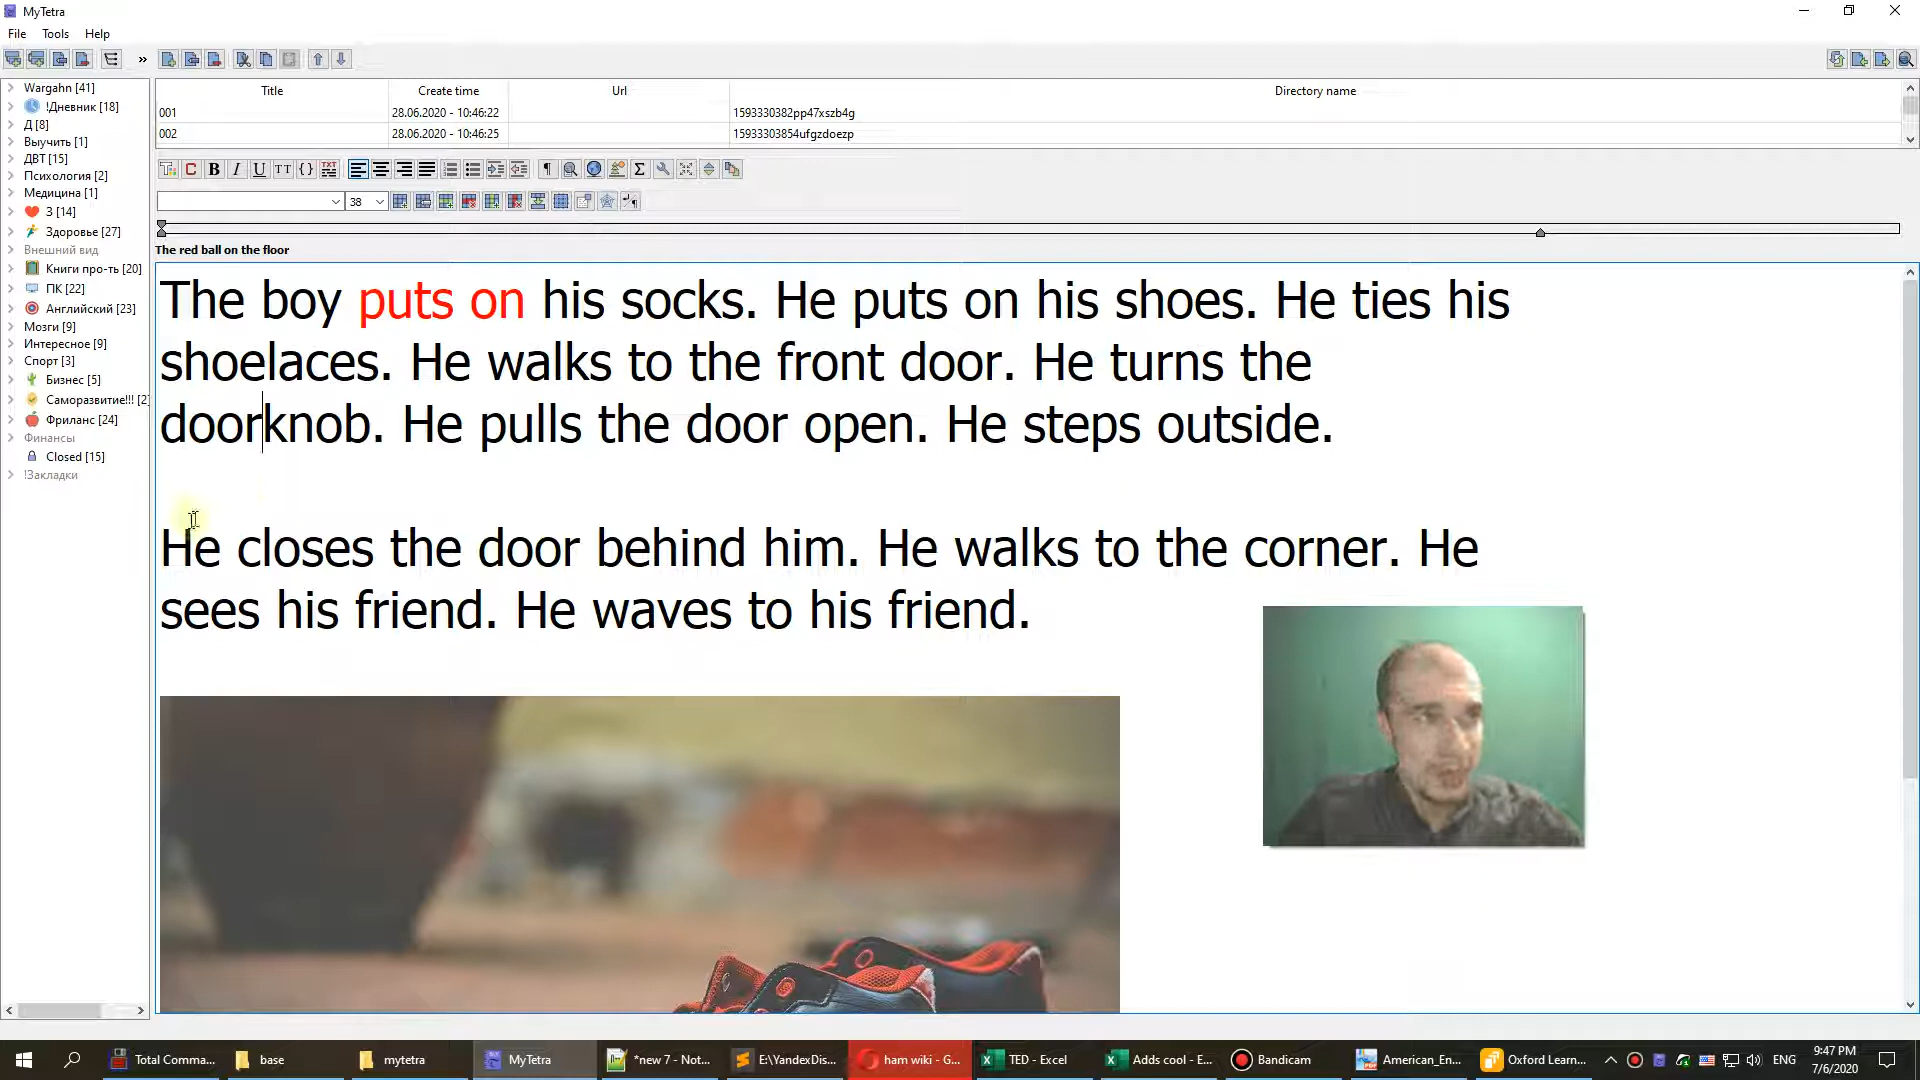 MyTetra
File Tools Help
»
Wargahn [41]
!Дневник [18]
Д [8]
Выучить [1]
ДВТ [15]
Психология [2]
Медицина [1]
З [14]
Здоровье [27]
Внешний вид
Книги про-ть [20]
ПК [22]
Английский [23]
Мозги [9]
Интересное [9]
Спорт [3]
Бизнес [5]
Саморазвитие!!! [2]
Фриланс [24]
Финансы
Closed [15]
!Закладки
Title Create time Url Directory name
001 28.06.2020 - 10:46:22 1593330382pp47xszb4g
002 28.06.2020 - 10:46:25 15933303854ufgzdoezp
C B I U TT {} TXT ¶ Σ
38
The red ball on the floor
The boy puts on his socks. He puts on his shoes. He ties his
shoelaces. He walks to the front door. He turns the
doorknob. He pulls the door open. He steps outside.
He closes the door behind him. He walks to the corner. He
sees his friend. He waves to his friend.
Total Comma... base mytetra MyTetra *new 7 - Not... E:\YandexDis... ham wiki - G... TED - Excel Adds cool - E... Bandicam American_En... Oxford Learn... ENG 9:47 PM
7/6/2020